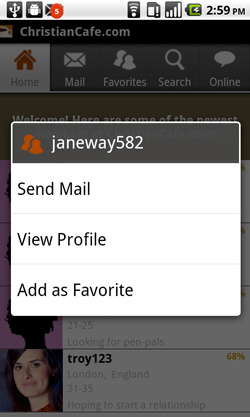 5
2:59 PM
ChristianCafe.com
Home
Mail
Favorites
Search
Online
Welcome! Here are some of the newest
janeway582
Send Mail
View Profile
Add as Favorite
21-25
Looking for pen-pals
troy123
68%
London, England
31-35
Hoping to start a relationship